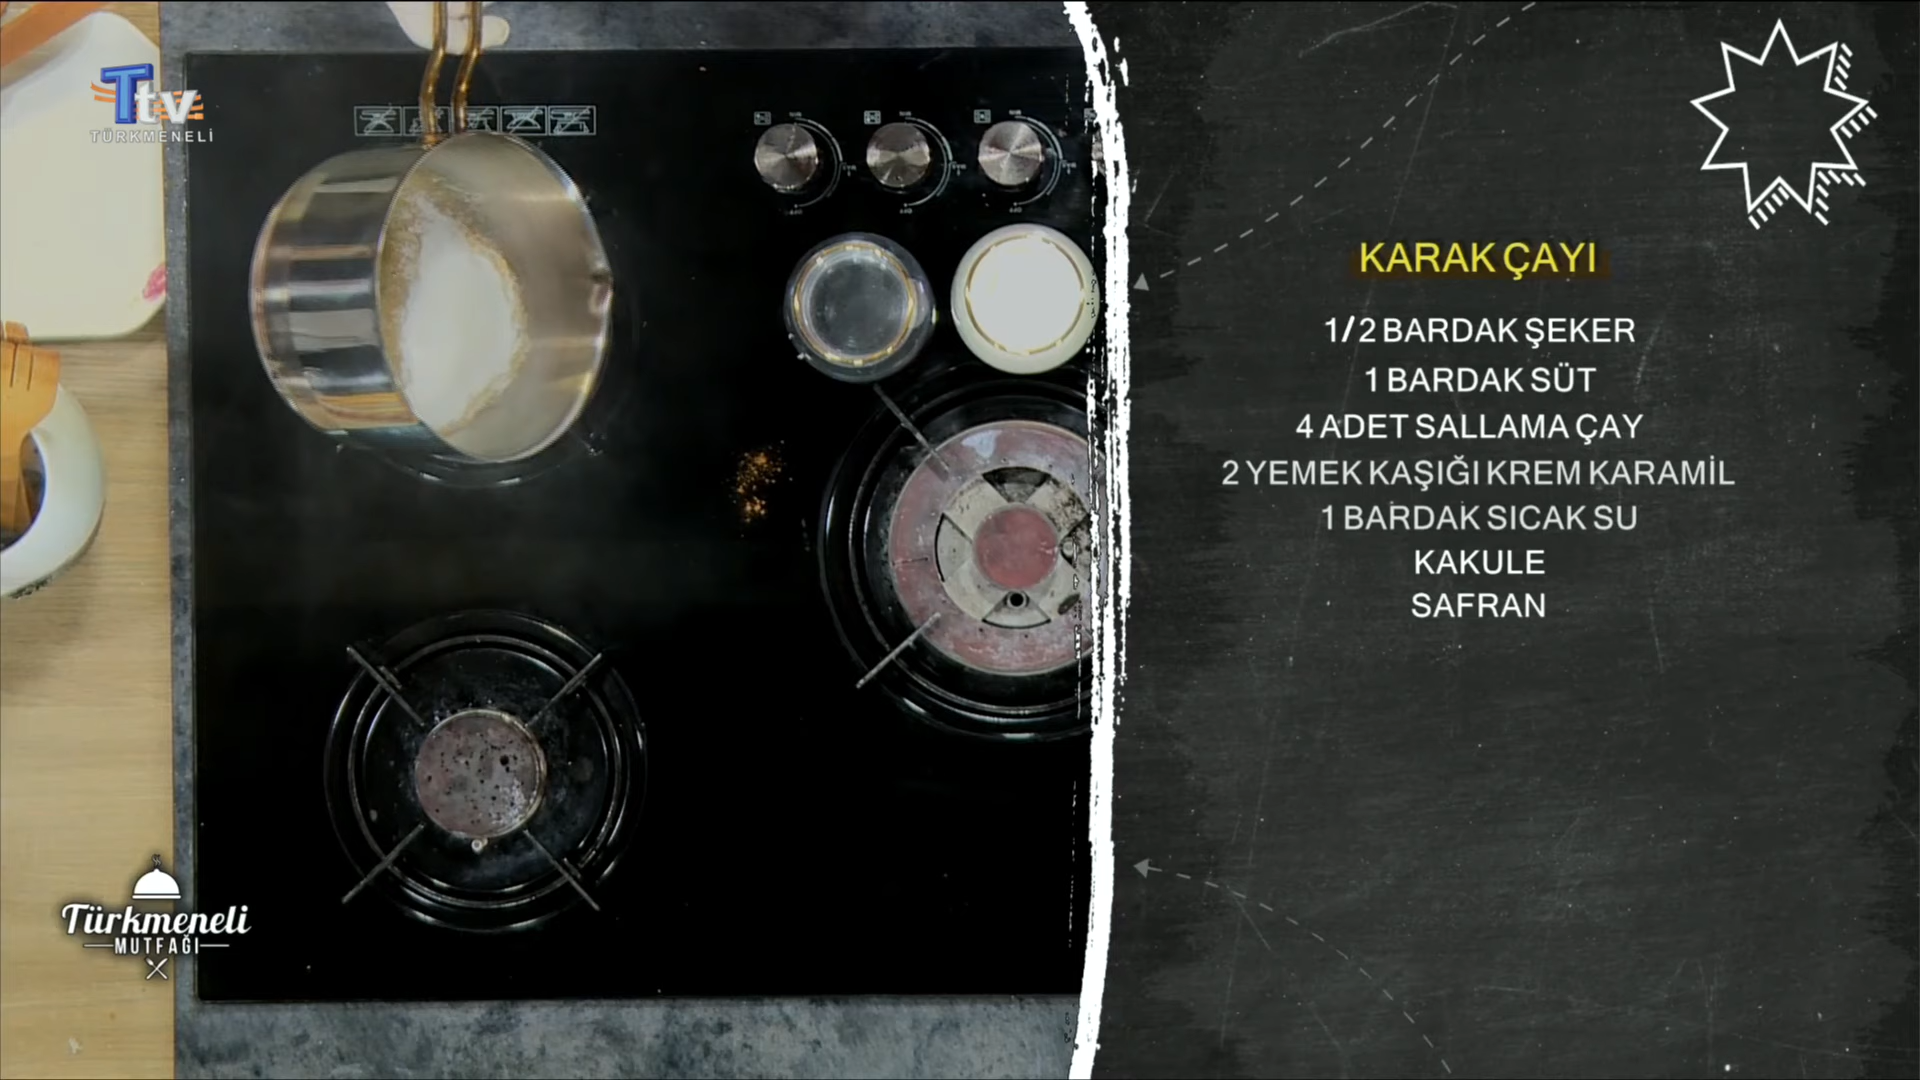 Ttv
TÜRKMENELİ
KARAK ÇAYI
1/2 BARDAK ŞEKER
1 BARDAK SÜT
4 ADET SALLAMA ÇAY
2 YEMEK KAŞIĞI KREM KARAMİL
1 BARDAK SICAK SU
KAKULE
SAFRAN
Türkmeneli
MUTFAĞI